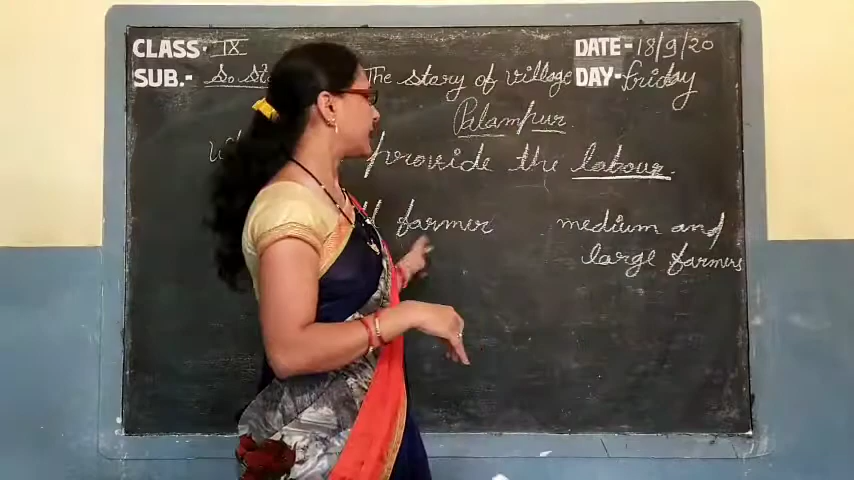 CLASS- IX
DATE- 18/9/20
SUB.- So. The Story of Village
DAY- Friday
Palampur
provide the labour
farmer medium and
large farmers